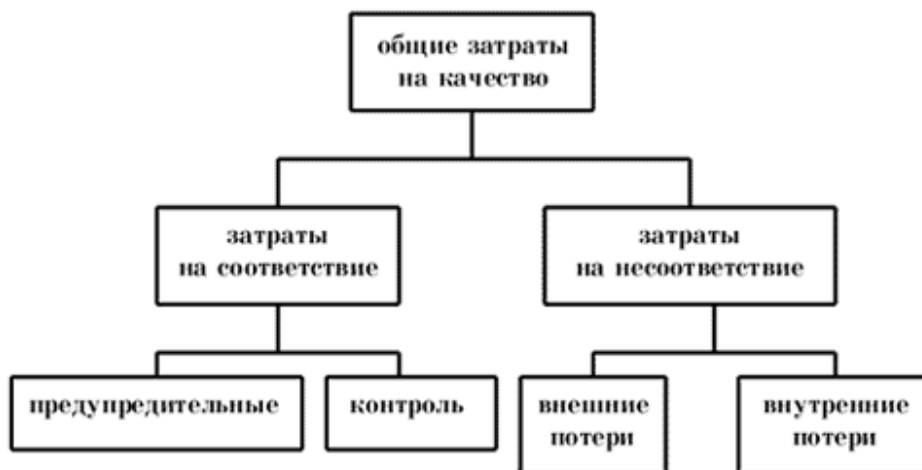 общие затраты
на качество
затраты
на соответствие
затраты
на несоответствие
предупредительные
контроль
внешние
потери
внутренние
потери